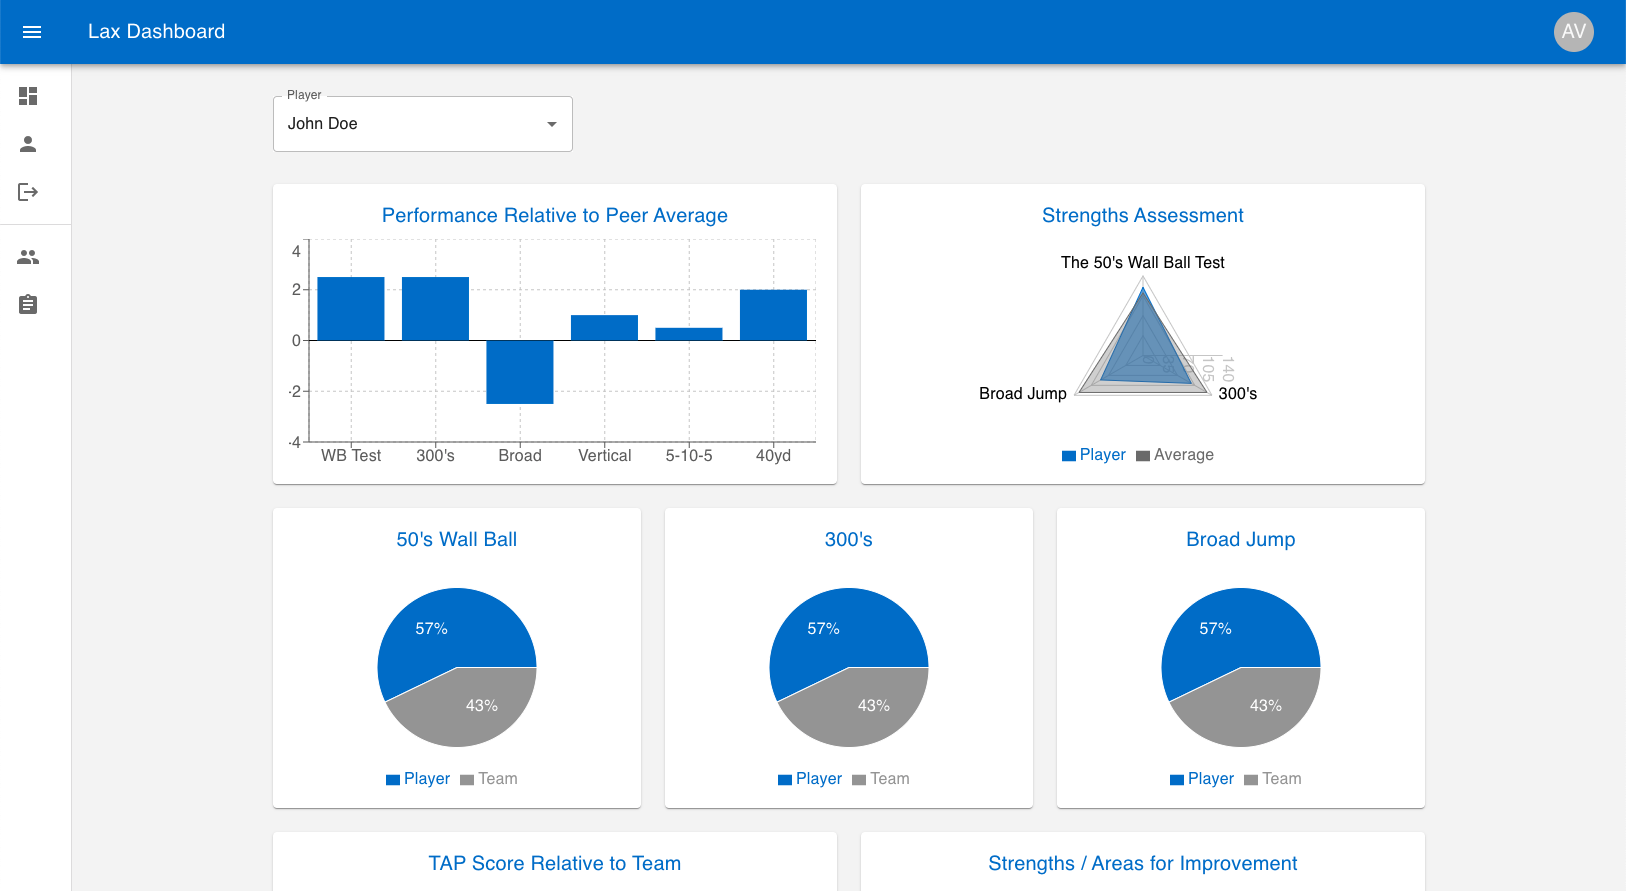 Lax Dashboard
AV
Player
John Doe
Performance Relative to Peer Average
4
2
0
-2
-4
WB Test 300's Broad Vertical 5-10-5 40yd
Strengths Assessment
The 50's Wall Ball Test
105
140
Broad Jump
300's
Player Average
50's Wall Ball
57%
43%
Player Team
300's
57%
43%
Player Team
Broad Jump
57%
43%
Player Team
TAP Score Relative to Team
Strengths / Areas for Improvement